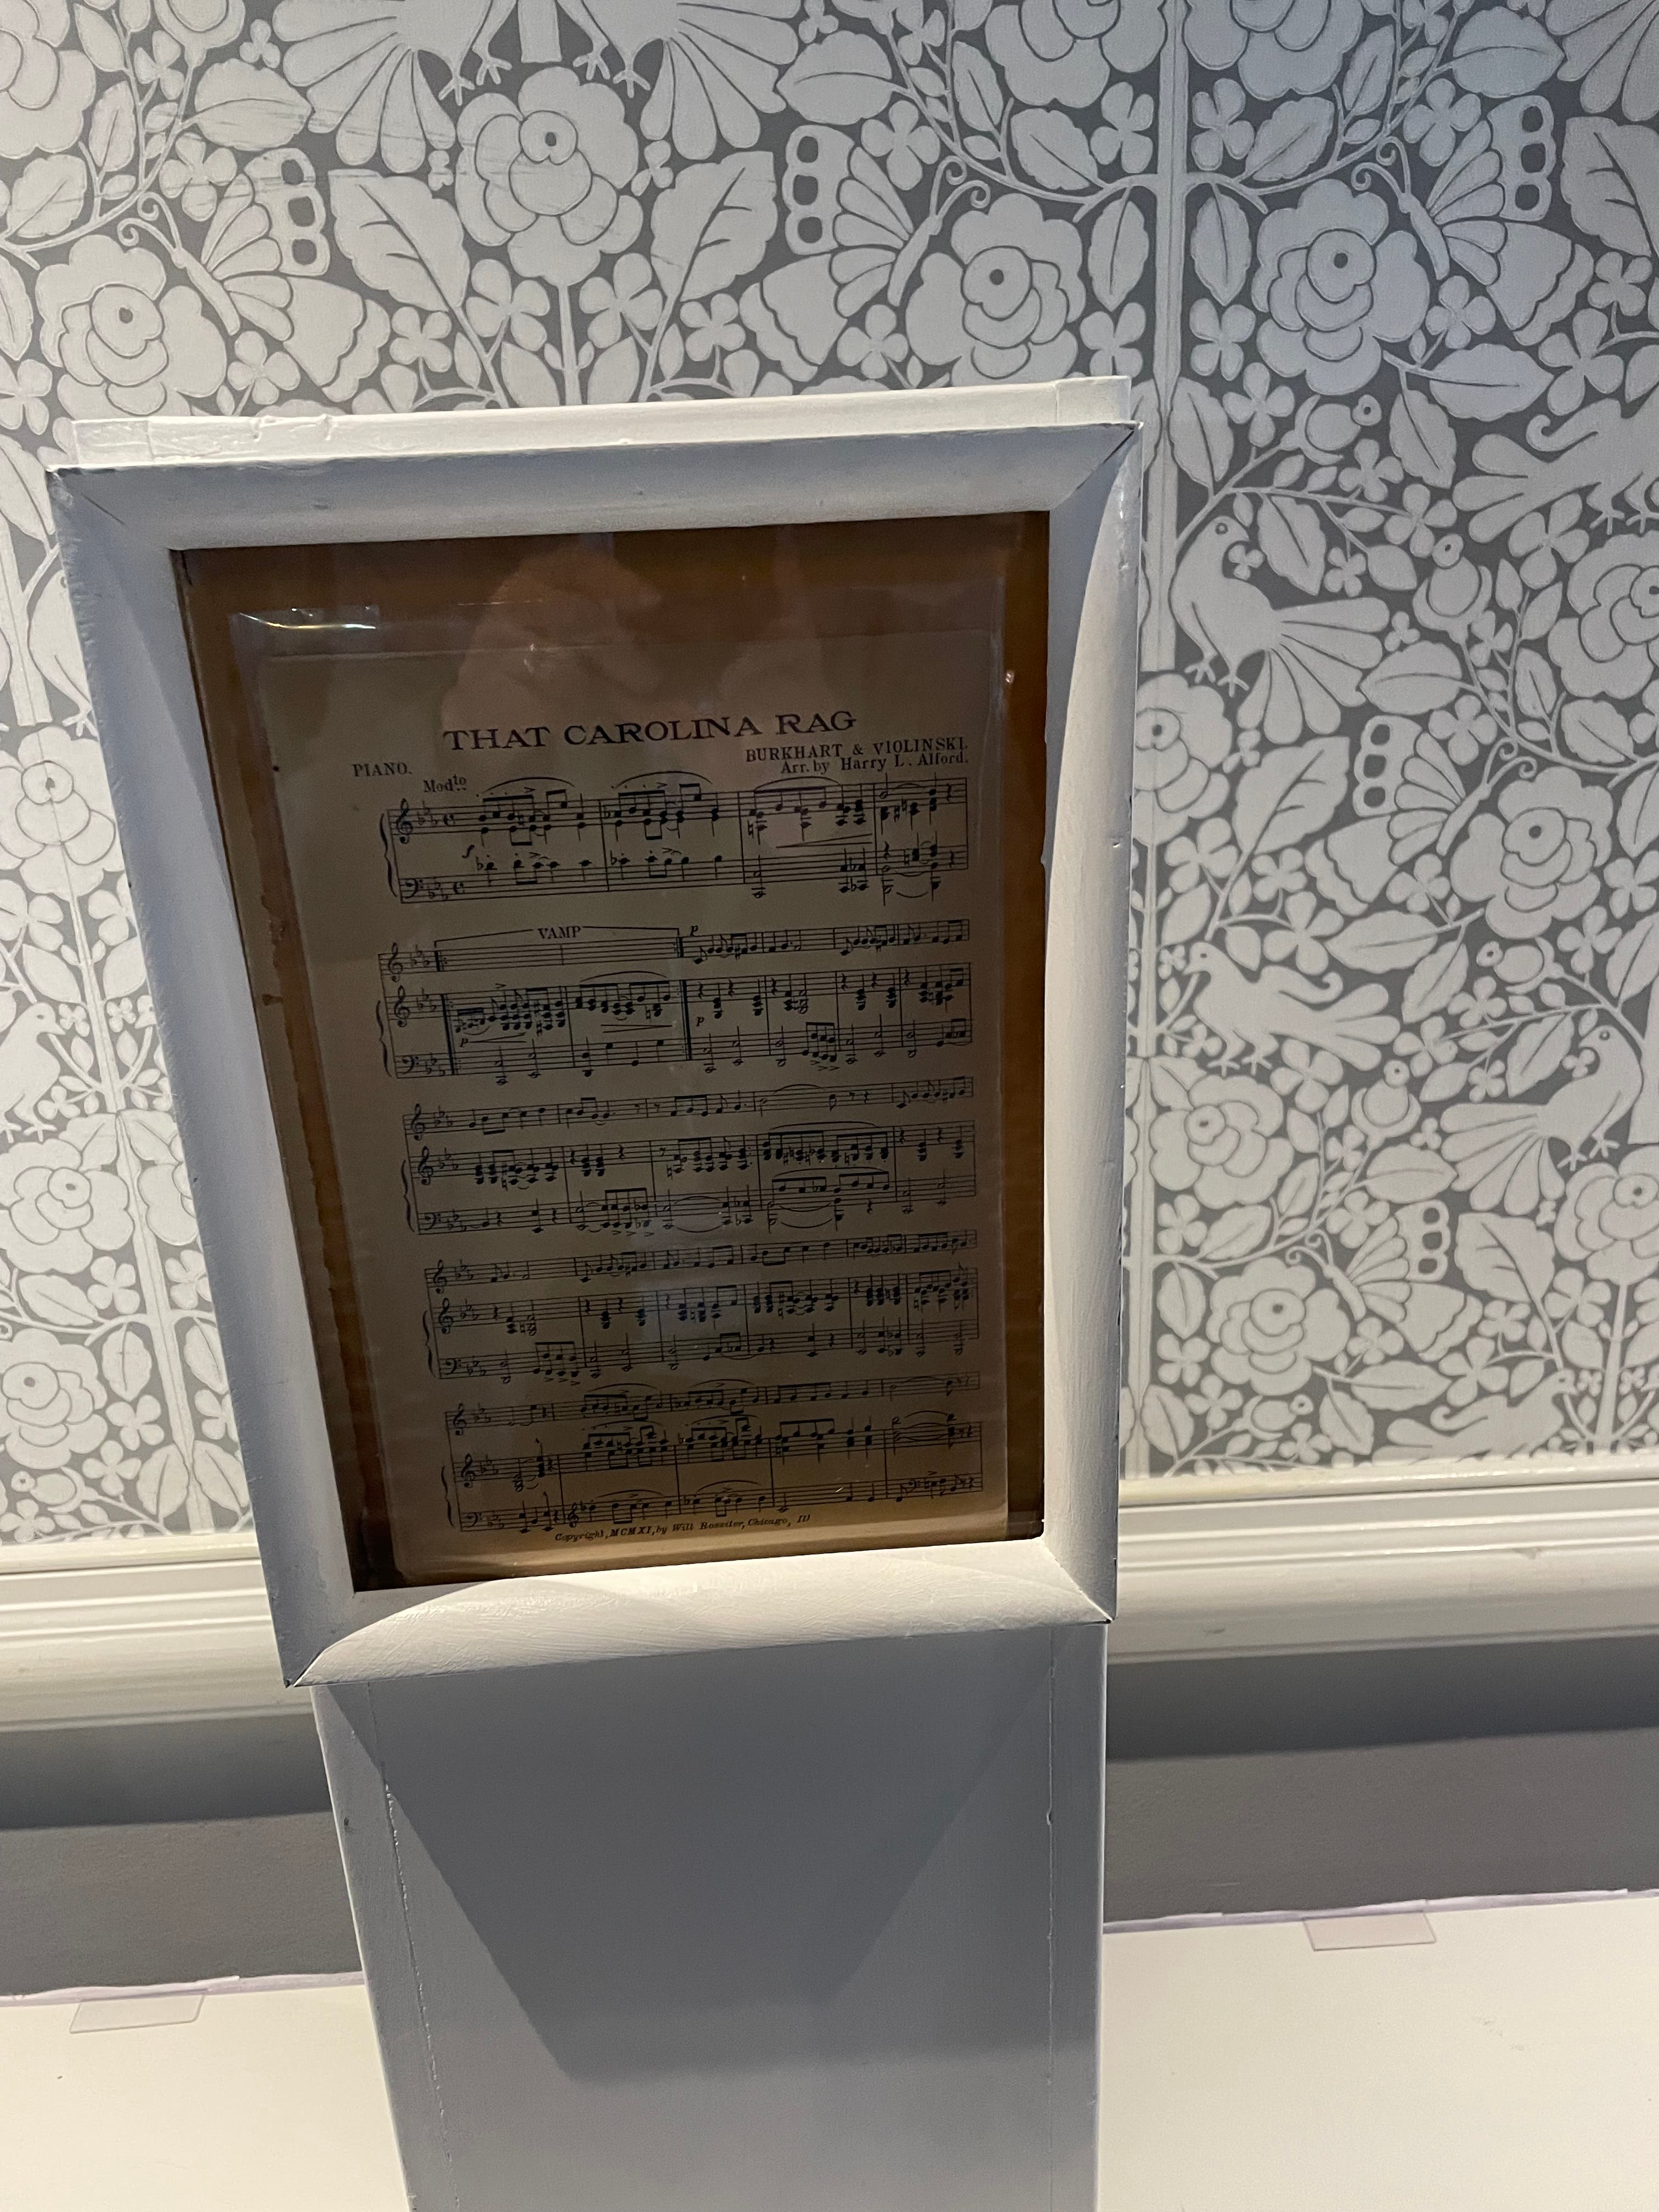 THAT CAROLINA RAG
BURKHART & VIOLINSKI.
PIANO.
Arr. by Harry L. Alford.
Modto
f
VAMP
p
p
p
Copyright, MCMXI, by Will Rossiter, Chicago, Ill